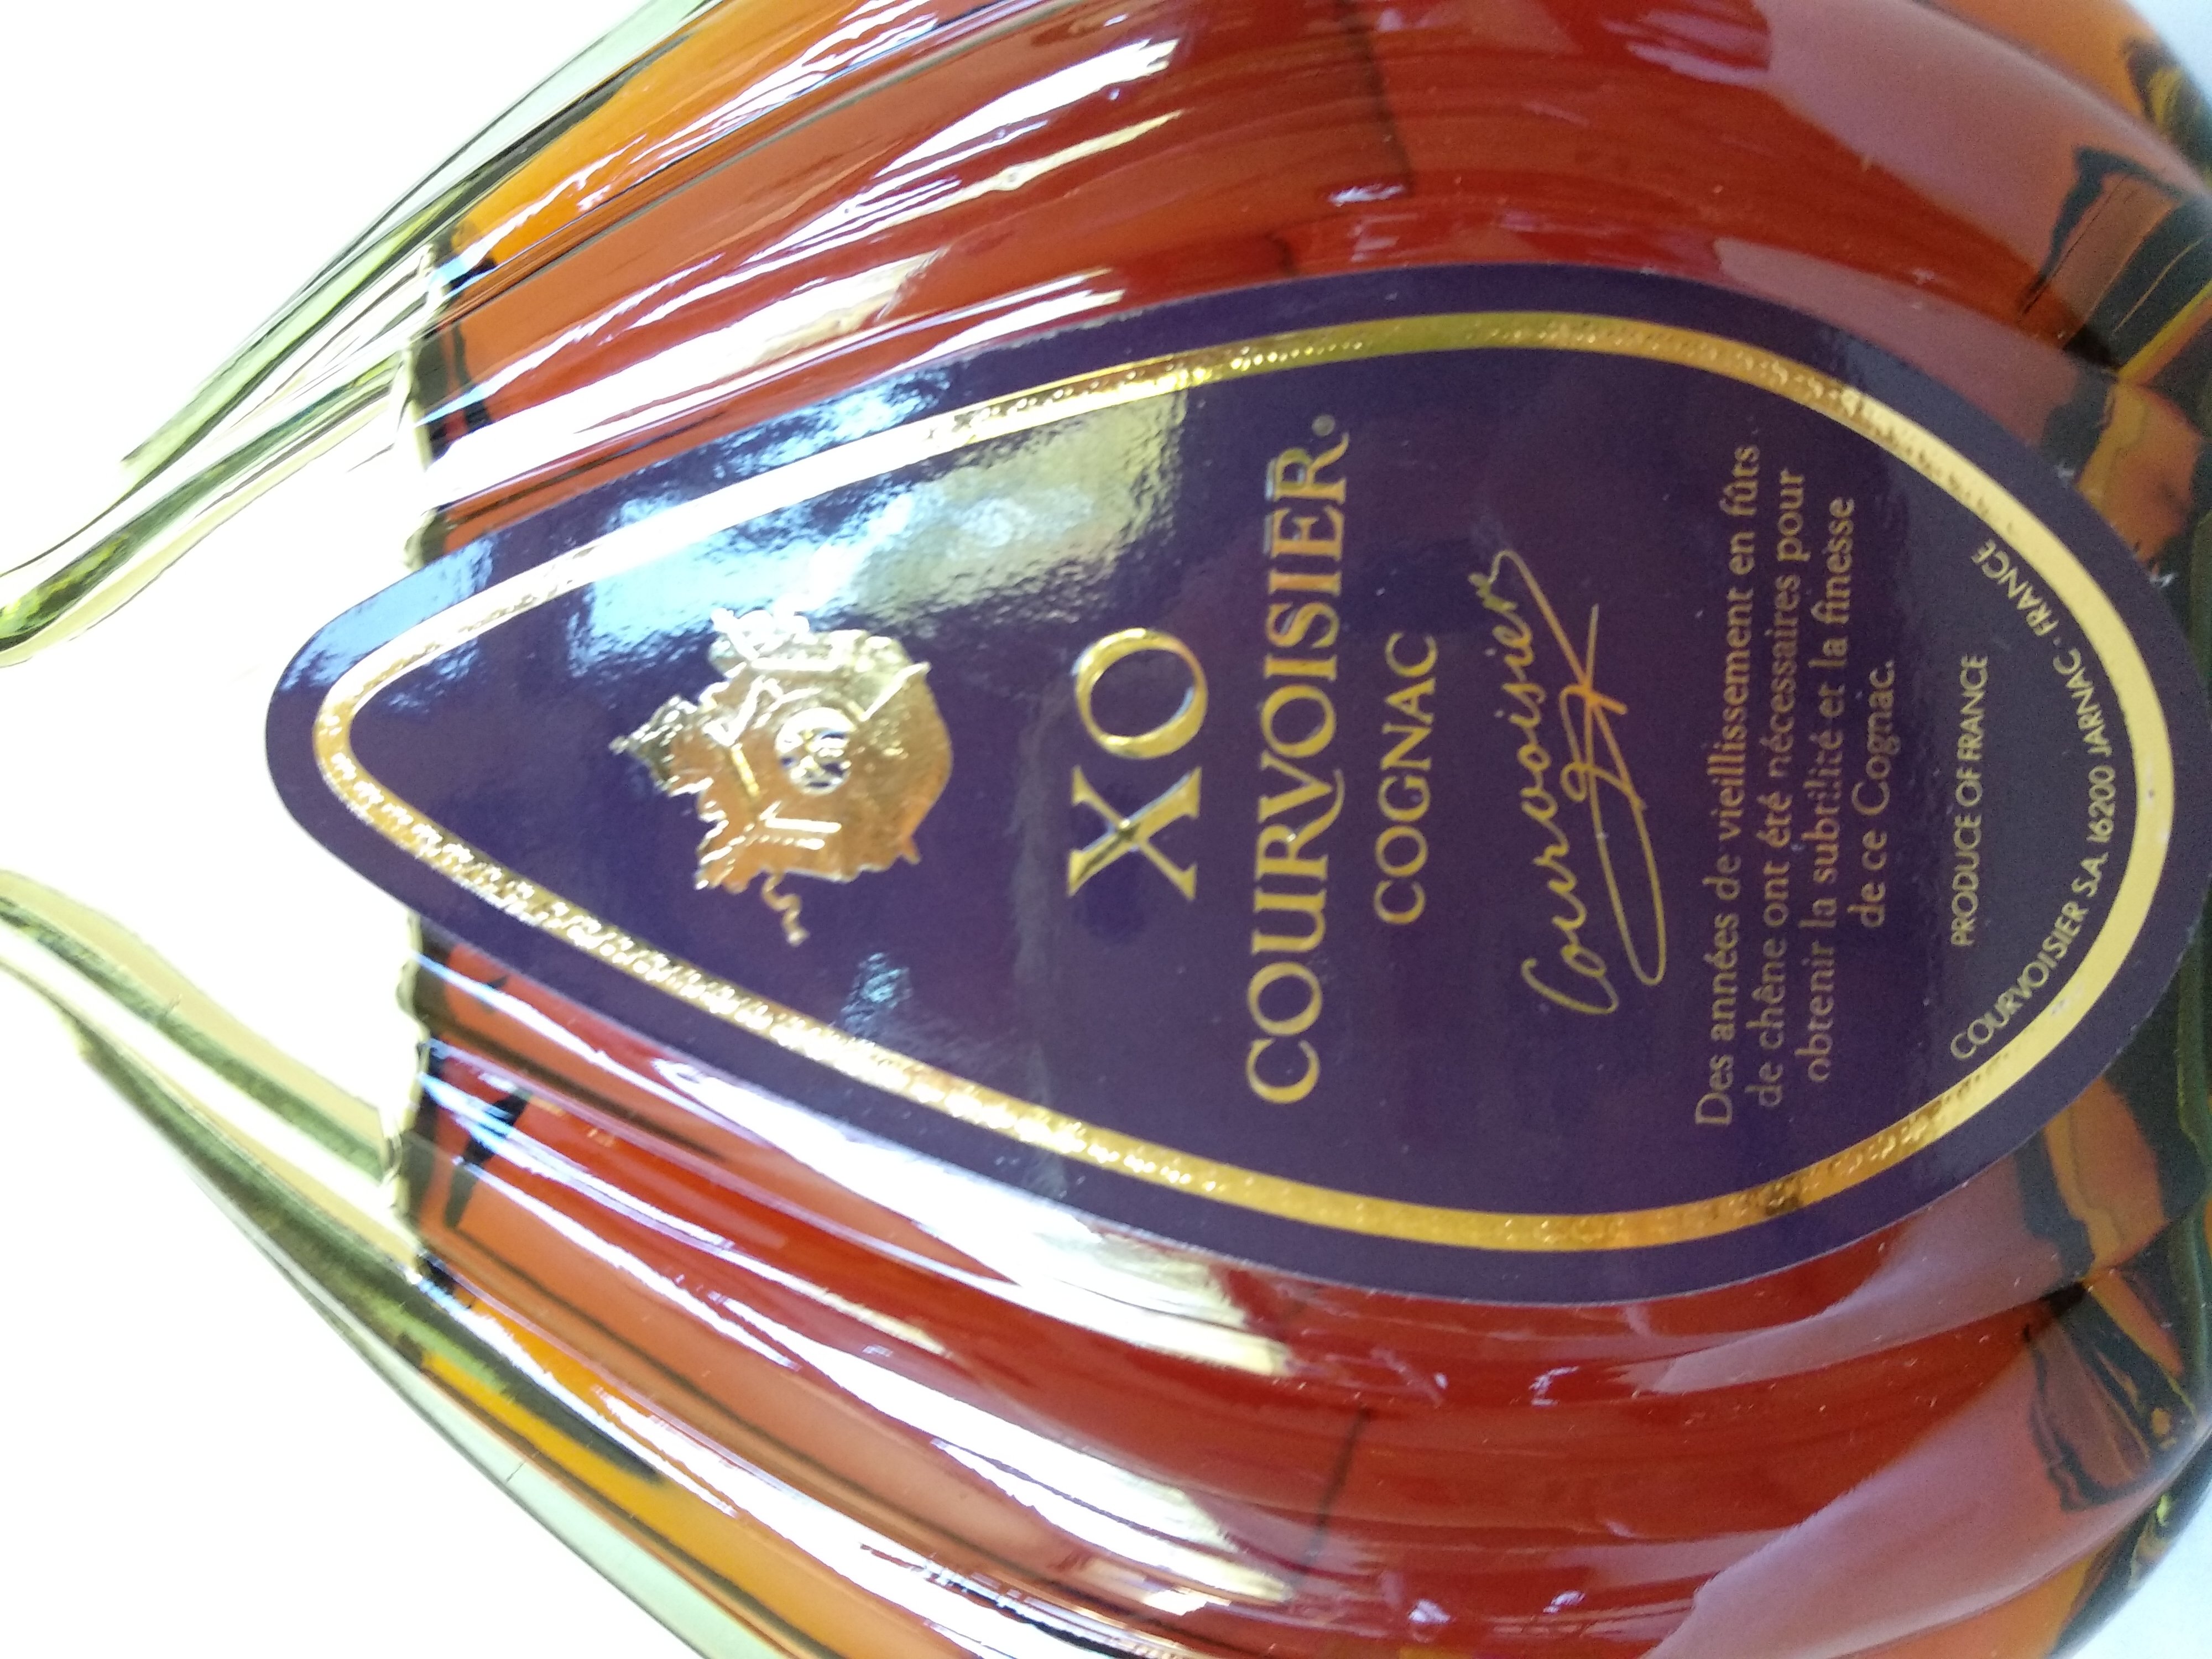 XO
COURVOISIER®
COGNAC
Courvoisier
Des années de vieillissement en fûts
de chêne ont été nécessaires pour
obtenir la subtilité et la finesse
de ce Cognac.
PRODUCE OF FRANCE
COURVOISIER S.A. 16200 JARNAC - FRANCE